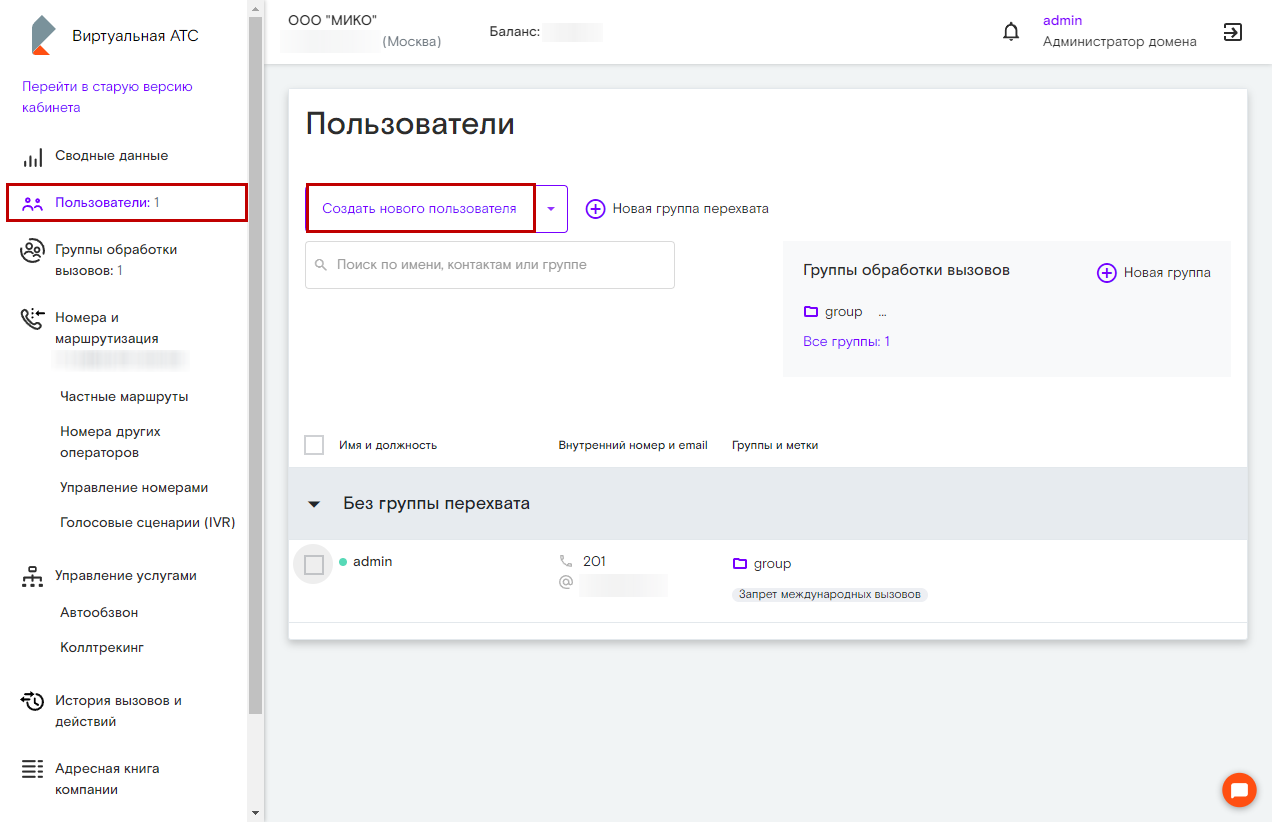 Виртуальная АТС
Перейти в старую версию
кабинета
Сводные данные
Пользователи: 1
Группы обработки
вызовов: 1
Номера и
маршрутизация
Частные маршруты
Номера других
операторов
Управление номерами
Голосовые сценарии (IVR)
Управление услугами
Автообзвон
Коллтрекинг
История вызовов и
действий
Адресная книга
компании
ООО "МИКО"
(Москва)
Баланс:
admin
Администратор домена
Пользователи
Создать нового пользователя
Новая группа перехвата
Поиск по имени, контактам или группе
Группы обработки вызовов
Новая группа
group ...
Все группы: 1
Имя и должность
Внутренний номер и email
Группы и метки
Без группы перехвата
admin
201
@
group
Запрет международных вызовов